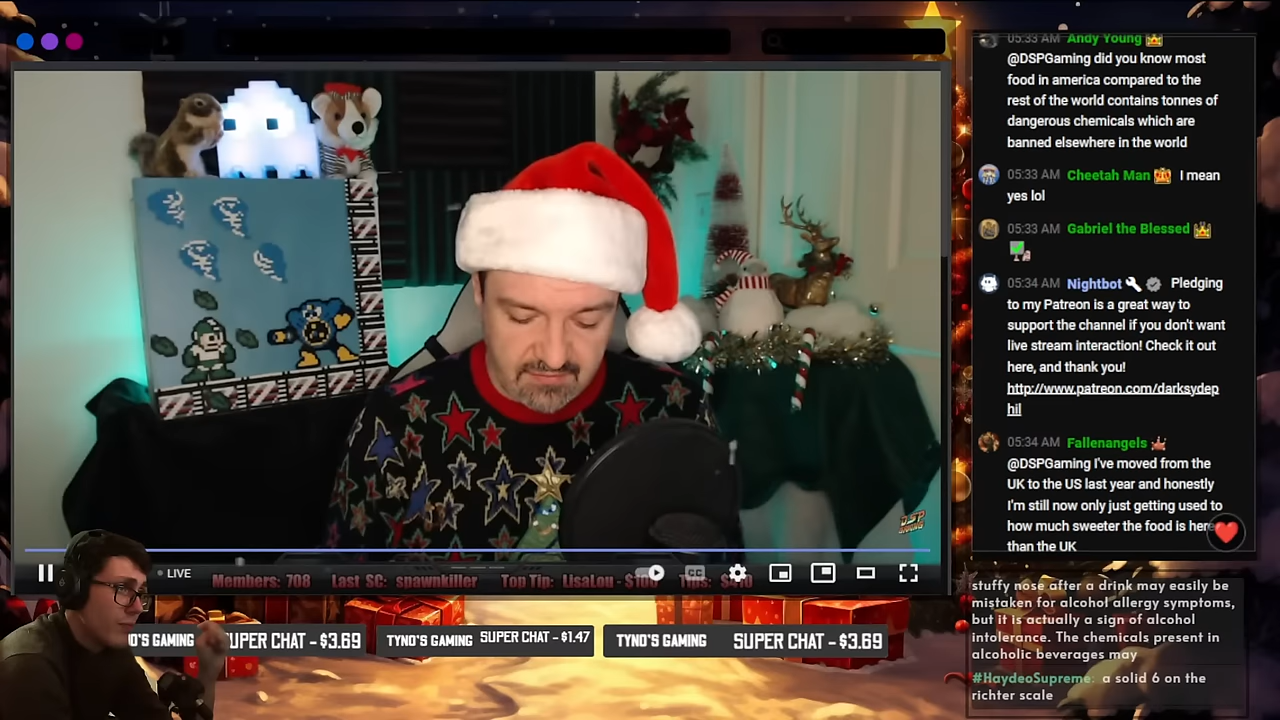 05:33 AM Andy Young
@DSPGaming did you know most
food in america compared to the
rest of the world contains tonnes of
dangerous chemicals which are
banned elsewhere in the world
05:33 AM Cheetah Man I mean
yes lol
05:33 AM Gabriel the Blessed
05:34 AM Nightbot Pledging
to my Patreon is a great way to
support the channel if you don't want
live stream interaction! Check it out
here, and thank you!
http://www.patreon.com/darksydep
hil
05:34 AM Fallenangels
@DSPGaming I've moved from the
UK to the US last year and honestly
I'm still now only just getting used to
how much sweeter the food is here
than the UK
DSP
GAMING
LIVE
CC
Members: 708 Last SC: spawnkiller Top Tip: LisaLou - Tips:
NO'S GAMING SUPER CHAT - $3.69
TYNO'S GAMING SUPER CHAT - $1.47
TYNO'S GAMING SUPER CHAT - $3.69
stuffy nose after a drink may easily be
mistaken for alcohol allergy symptoms,
but it is actually a sign of alcohol
intolerance. The chemicals present in
alcoholic beverages may
#HaydeoSupreme: a solid 6 on the
richter scale